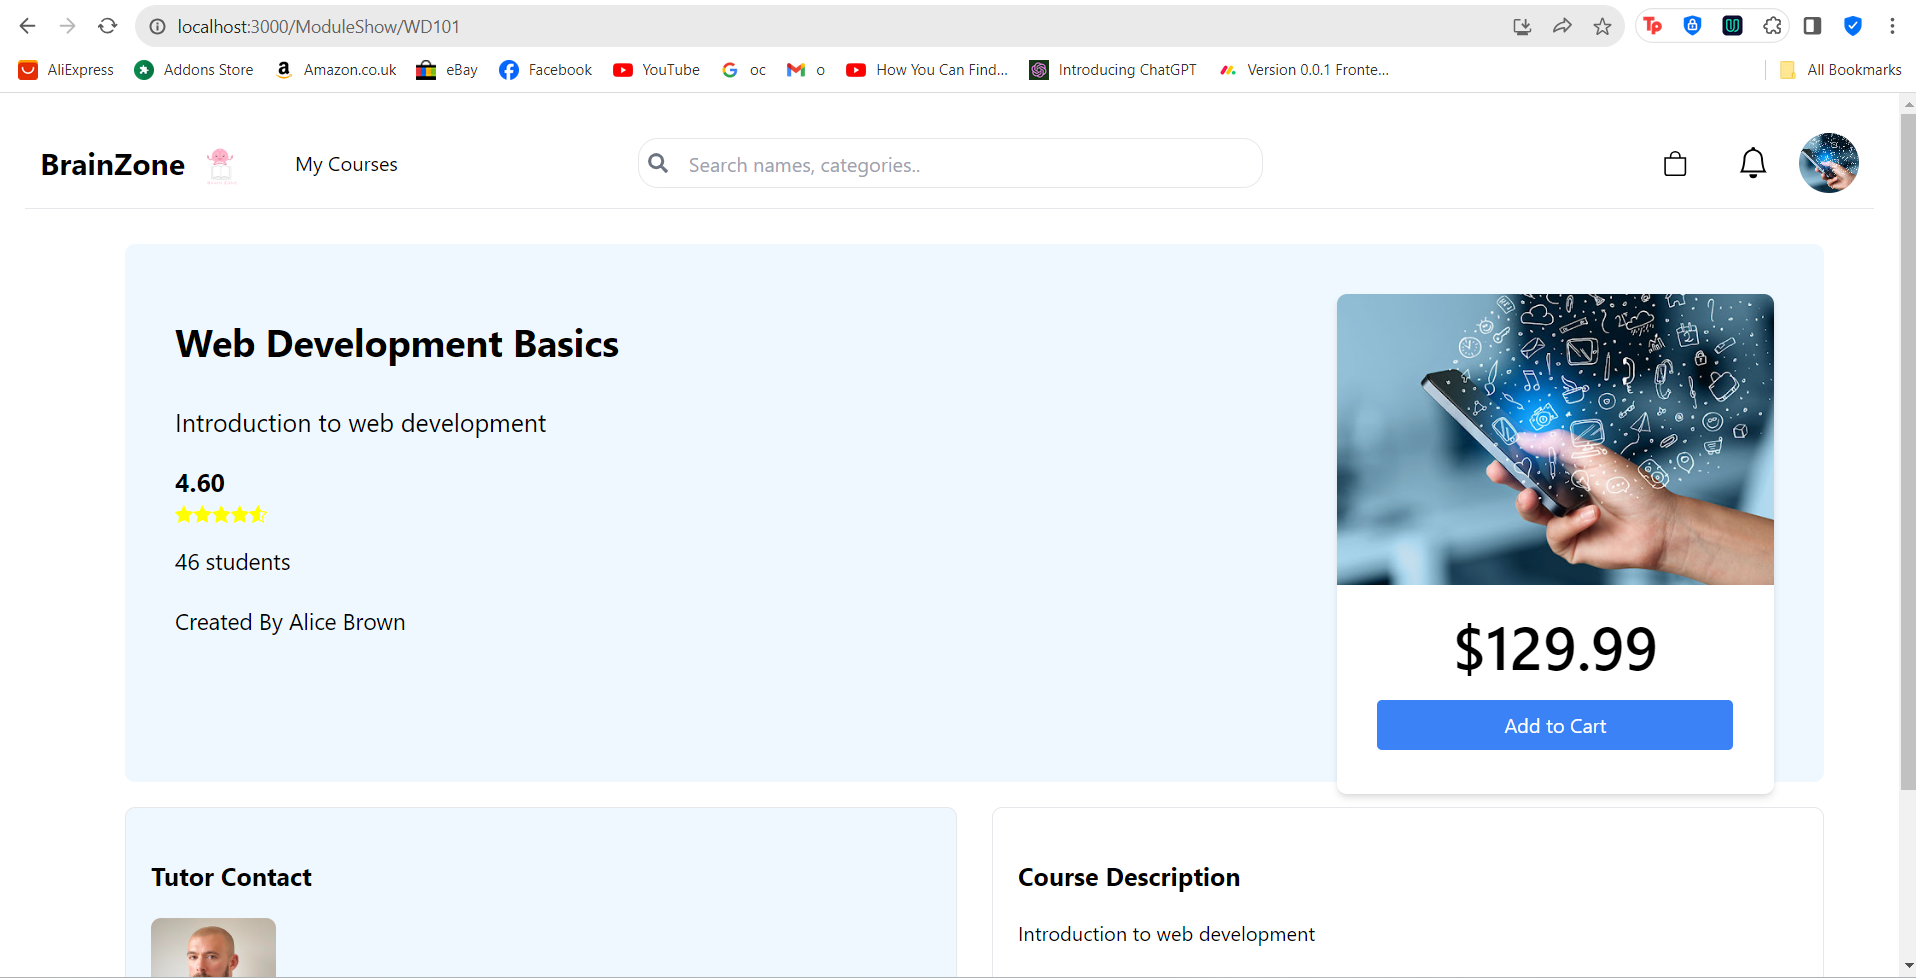 localhost:3000/ModuleShow/WD101
AliExpress Addons Store Amazon.co.uk eBay Facebook YouTube oc o How You Can Find... Introducing ChatGPT Version 0.0.1 Fronte... All Bookmarks
BrainZone My Courses Search names, categories..
Web Development Basics
Introduction to web development
4.60
46 students
Created By Alice Brown
$129.99
Add to Cart
Tutor Contact
Course Description
Introduction to web development